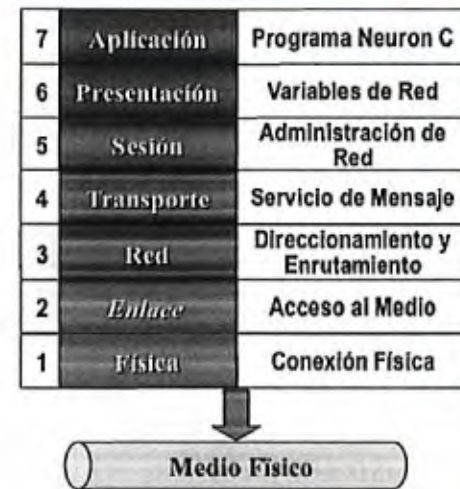 7 Aplicación Programa Neuron C
6 Presentación Variables de Red
5 Sesión Administración de
Red
4 Transporte Servicio de Mensaje
3 Red Direccionamiento y
Enrutamiento
2 Enlace Acceso al Medio
1 Física Conexión Física
Medio Físico